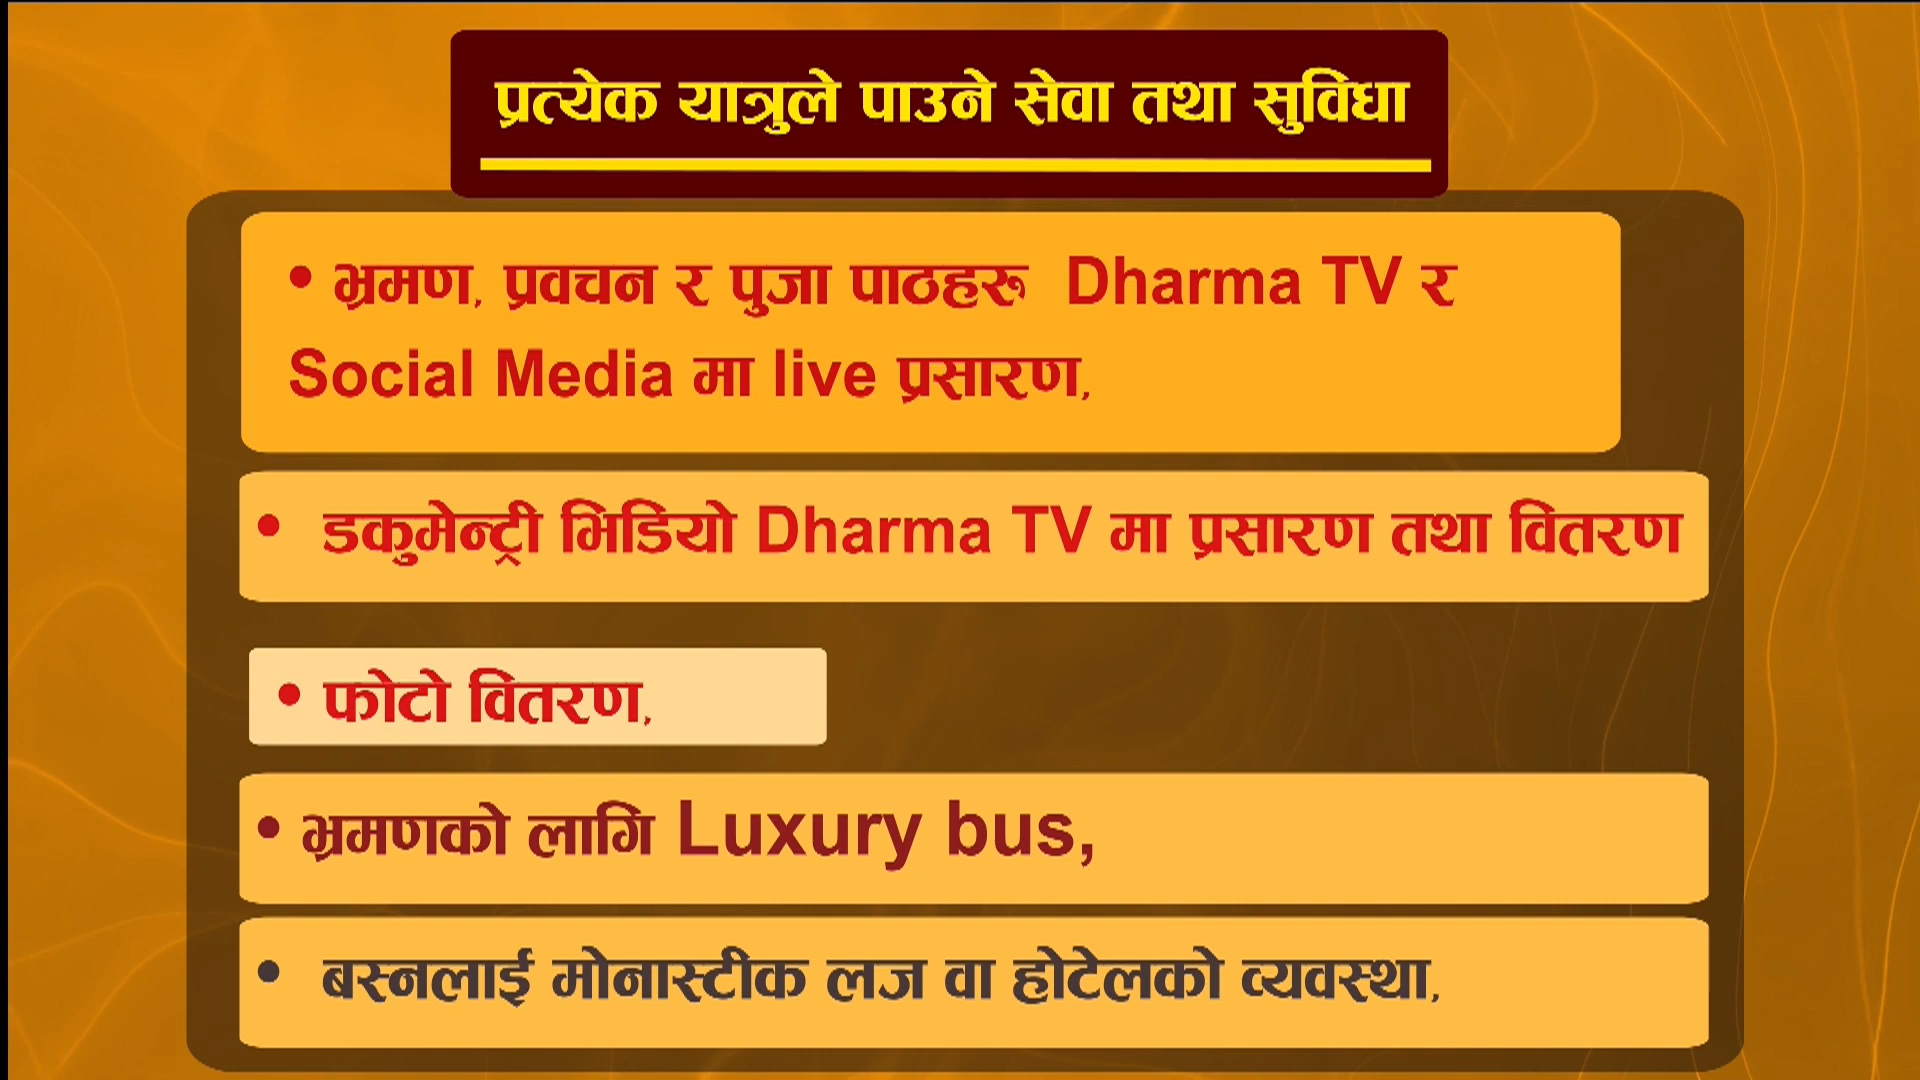 प्रत्येक यात्रुले पाउने सेवा तथा सुविधा
• भ्रमण, प्रवचन र पुजा पाठहरु Dharma TV र
Social Media मा live प्रसारण,
• डकुमेन्ट्री भिडियो Dharma TV मा प्रसारण तथा वितरण
• फोटो वितरण,
• भ्रमणको लागि Luxury bus,
• बस्नलाई मोनास्टीक लज वा होटेलको व्यवस्था,